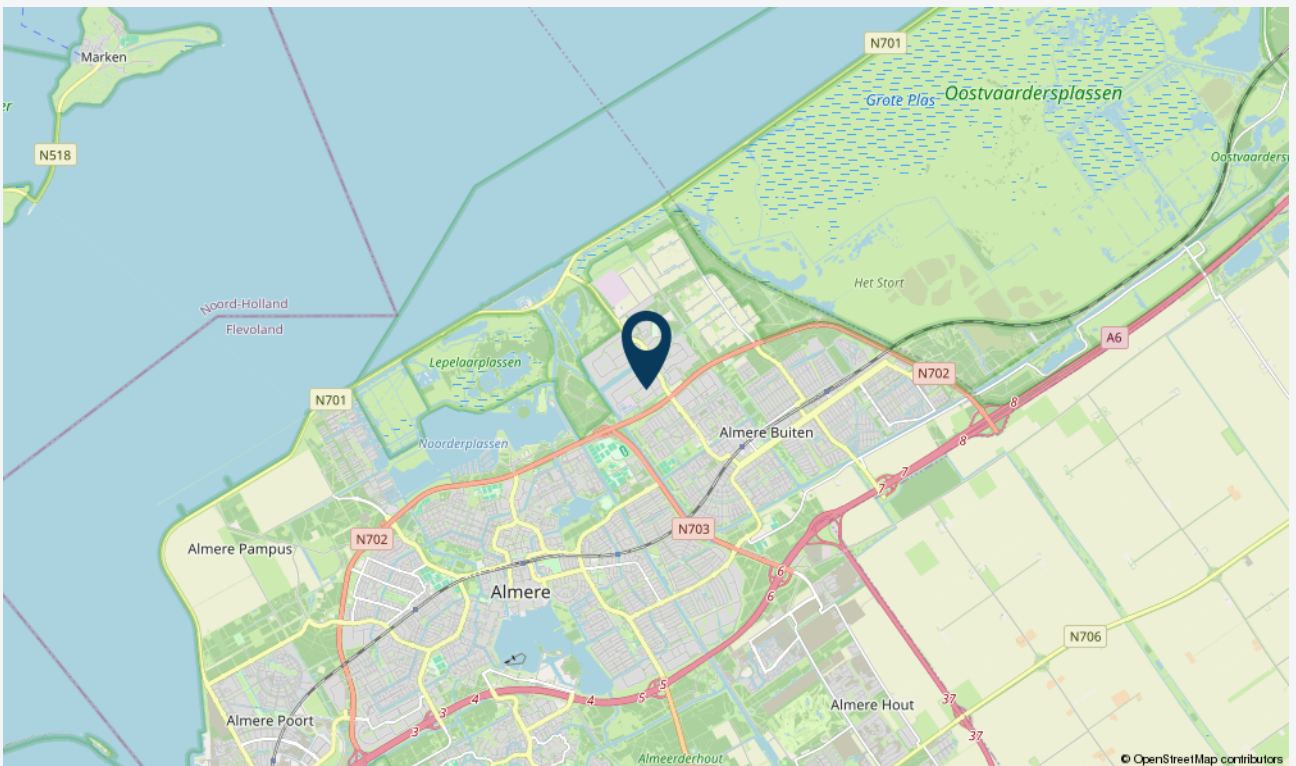 N701
Marken
Oostvaardersplassen
Grote Plas
er
N518
Oostvaardersv
Het Stort
Noord-Holland
Flevoland
A6
Lepelaarplassen
N702
N701
8
Almere Buiten
Noorderplassen
8
7
7
N703
N702
Almere Pampus
6
Almere
6
N706
5
4
4
5
37
3
Almere Hout
Almere Poort
3
37
Almeerderhout
© OpenStreetMap contributors